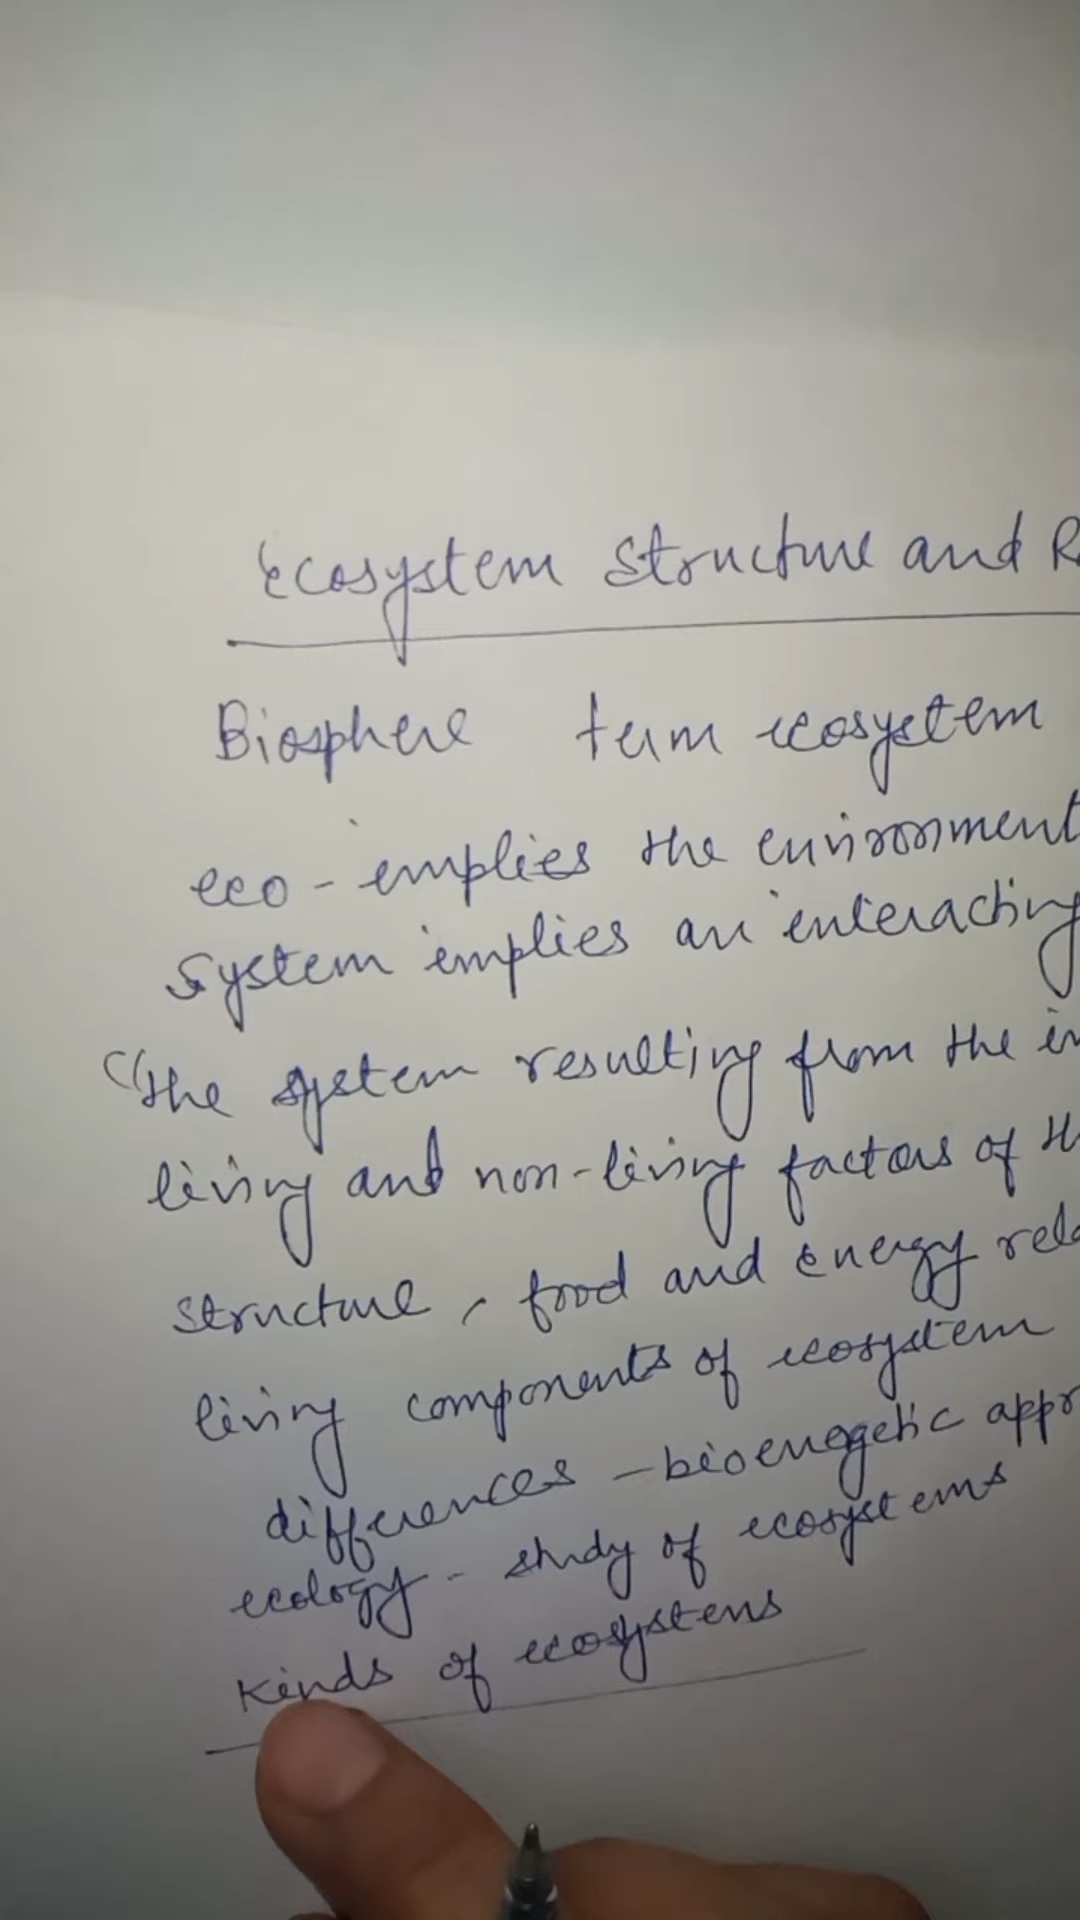 Ecosystem Structure and
Biosphere term ecosystem
eco - implies the environment
system implies an interacting
"the system resulting from the
living and non-living factors of
structure, food and energy
living components of ecosystem
differences - bioenegetic
ecology - study of ecosystems
Kinds of ecosystens